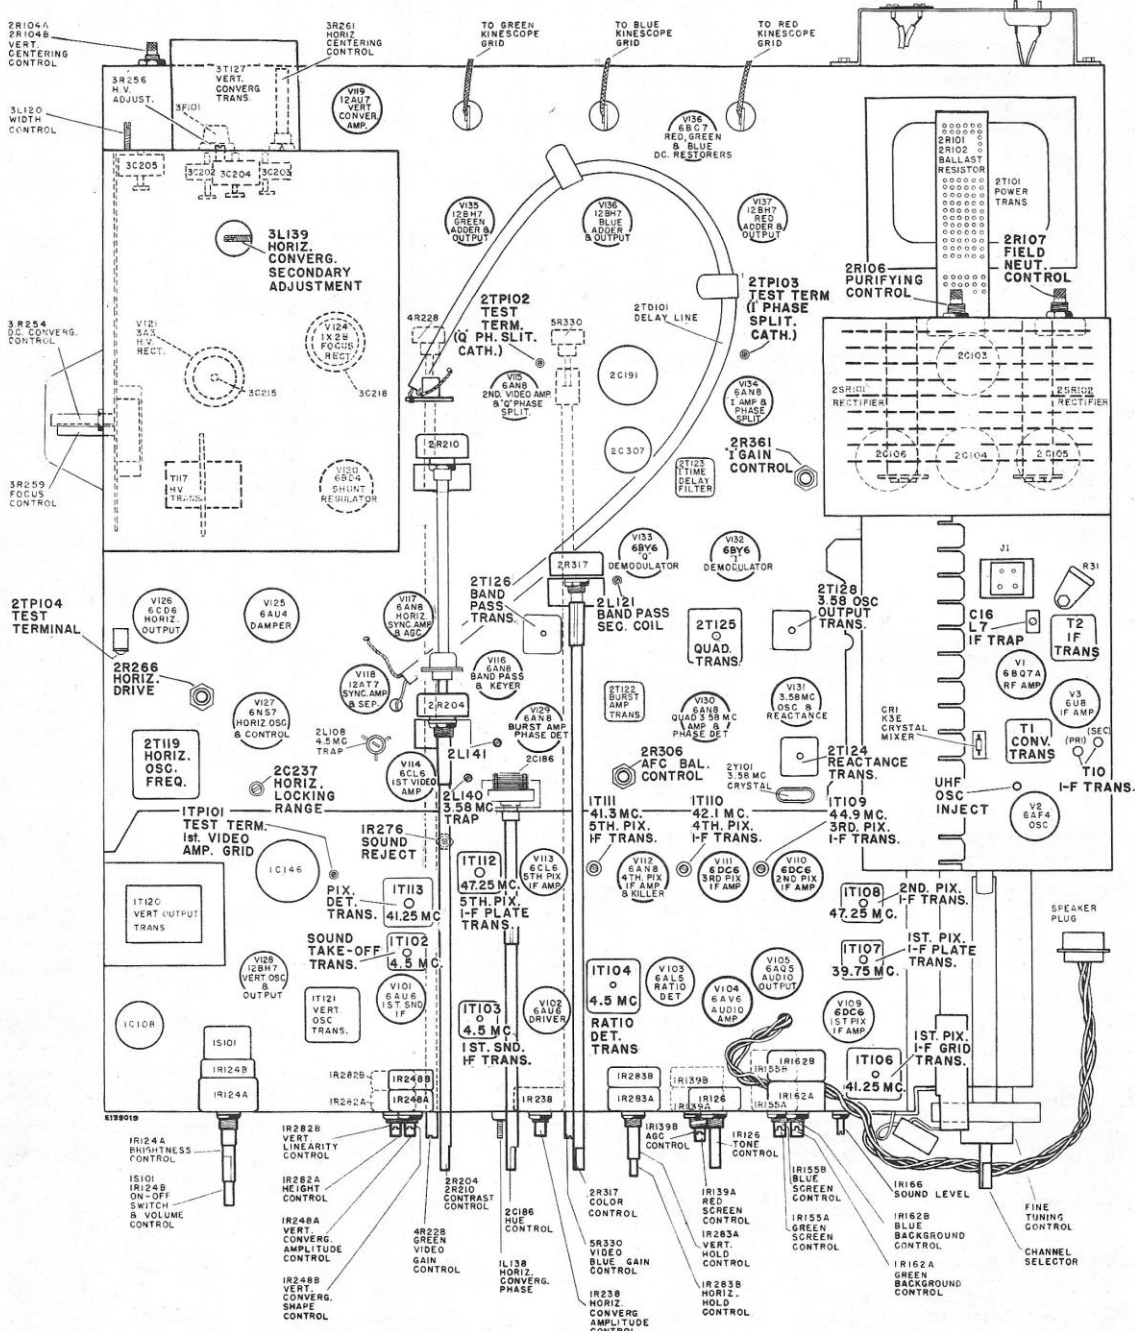 2R104A
2R104B
VERT.
CENTERING
CONTROL
3R261
HORIZ
CENTERING
CONTROL
TO GREEN
KINESCOPE
GRID
TO BLUE
KINESCOPE
GRID
TO RED
KINESCOPE
GRID
3R256
H.V.
ADJUST.
3T127
VERT.
CONVERG
TRANS.
3F101
3L120
WIDTH
CONTROL
V119
12AU7
VERT
CONVER.
AMP.
V136
6BC7
RED, GREEN
& BLUE
DC. RESTORERS
2R101
2R102
BALLAST
RESISTOR
2T101
POWER
TRANS
3C205
3C202
3C204
3C203
V135
12BH7
GREEN
ADDER &
OUTPUT
V136
12BH7
BLUE
ADDER
& OUTPUT
V137
12BH7
RED
ADDER &
OUTPUT
3L139
HORIZ.
CONVERG.
SECONDARY
ADJUSTMENT
2R107
FIELD
NEUT.
CONTROL
2R106
PURIFYING
CONTROL
2TP102
TEST
TERM.
(Q PH. SLIT.
CATH.)
2TP103
TEST TERM
(I PHASE
SPLIT.
CATH.)
2TD101
DELAY LINE
3R254
D.C. CONVERG.
CONTROL
V121
3A3
H.V.
RECT.
V124
1X2B
FOCUS
RECT.
4R228
5R330
3C215
3C218
V115
6AN8
2ND. VIDEO AMP.
& "Q" PHASE
SPLIT.
2C191
V134
6AN8
I AMP &
PHASE
SPLIT.
2C103
2SR101
RECTIFIER
2SR102
RECTIFIER
2R210
2C307
2R361
"I" GAIN
CONTROL
2C106
2C104
2C105
T117
HV
TRANS
V120
6BD4
SHUNT
REGULATOR
2T123
I TIME
DELAY
FILTER
3R259
FOCUS
CONTROL
V133
6BY6
"Q"
DEMODULATOR
V132
6BY6
"I"
DEMODULATOR
2R317
J1
R31
2TP104
TEST
TERMINAL
V126
6CD6
HORIZ.
OUTPUT
V125
6AU4
DAMPER
V117
6AN8
HORIZ.
SYNC. AMP
& AGC
2T126
BAND
PASS
TRANS.
2L121
BAND PASS
SEC. COIL
2T125
QUAD.
TRANS.
2T128
3.58 OSC
OUTPUT
TRANS.
C16
L7
IF TRAP
T2
IF
TRANS
2R266
HORIZ.
DRIVE
V118
12AT7
SYNC. AMP
& SEP.
V116
6AN8
BAND PASS
& KEYER
V1
6BQ7A
RF AMP
V127
6NS7
HORIZ OSC
& CONTROL
2R204
2T122
BURST
AMP
TRANS.
V130
6AN8
QUAD 3.58 MC
AMP &
PHASE DET
V131
3.58MC
OSC &
REACTANCE
V3
6U8
IF AMP
V129
6AN8
BURST AMP
PHASE DET
CR1
K3E
CRYSTAL
MIXER
T1
CONV.
TRANS
(PRI)
(SEC)
2T119
HORIZ.
OSC.
FREQ.
2L108
4.5 MC
TRAP
2L141
2C186
2R306
AFC BAL.
CONTROL
2Y101
3.58 MC
CRYSTAL
2T124
REACTANCE
TRANS.
T10
I-F TRANS.
2C237
HORIZ.
LOCKING
RANGE
V114
6CL6
1ST VIDEO
AMP
2L140
3.58 MC.
TRAP
UHF
OSC
INJECT
V2
6AF4
OSC
1TP101
TEST TERM.
1st. VIDEO
AMP. GRID
1R276
SOUND
REJECT
1T111
41.3 MC.
5TH. PIX.
I-F TRANS.
1T110
42.1 MC.
4TH. PIX.
I-F TRANS.
1T109
44.9 MC.
3RD. PIX.
I-F TRANS.
1C146
1T112
47.25 MC.
5TH. PIX.
I-F PLATE
TRANS.
V113
6CL6
5TH PIX
IF AMP
V112
6AN8
4TH. PIX
IF AMP
& KILLER
V111
6DC6
3RD PIX
IF AMP
V110
6DC6
2ND PIX
IF AMP
PIX
DET.
TRANS.
1T113
41.25 MC
1T108
47.25 MC.
2ND. PIX.
I-F TRANS.
SPEAKER
PLUG
1T120
VERT OUTPUT
TRANS
SOUND
TAKE-OFF
TRANS.
1T102
4.5 MC.
1T107
39.75 MC.
1ST. PIX.
I-F PLATE
TRANS.
V128
12BH7
VERT. OSC
&
OUTPUT
1T121
VERT.
OSC
TRANS.
V101
6AU6
1ST. SND
IF
1T103
4.5 MC.
1ST. SND.
I-F TRANS.
V102
6AU6
DRIVER
1T104
4.5 MC
RATIO
DET.
TRANS
V103
6AL5
RATIO
DET
V104
6AV6
AUDIO
AMP
V105
6AQ5
AUDIO
OUTPUT
V109
6DC6
1ST PIX
IF AMP
1C108
1T106
41.25 MC.
1ST. PIX.
I-F GRID
TRANS.
1S101
1R124B
1R124A
1R282B
1R282A
1R248B
1R248A
1R238
1R283B
1R283A
1R139B
1R139A
1R126
1R155B
1R155A
1R162B
1R162A
E139019
1R124A
BRIGHTNESS
CONTROL
1S101
1R124B
ON-OFF
SWITCH
& VOLUME
CONTROL
1R282B
VERT.
LINEARITY
CONTROL
1R282A
HEIGHT
CONTROL
1R248A
VERT.
CONVERG.
AMPLITUDE
CONTROL
1R248B
VERT.
CONVERG.
SHAPE
CONTROL
2R204
2R210
CONTRAST
CONTROL
4R228
GREEN
VIDEO
GAIN
CONTROL
2C186
HUE
CONTROL
1L138
HORIZ.
CONVERG.
PHASE
2R317
COLOR
CONTROL
5R330
VIDEO
BLUE GAIN
CONTROL
1R238
HORIZ.
CONVERG
AMPLITUDE
CONTROL
1R139B
AGC
CONTROL
1R126
TONE
CONTROL
1R139A
RED
SCREEN
CONTROL
1R283A
VERT.
HOLD
CONTROL
1R283B
HORIZ.
HOLD
CONTROL
1R155B
BLUE
SCREEN
CONTROL
1R155A
GREEN
SCREEN
CONTROL
1R166
SOUND LEVEL
1R162B
BLUE
BACKGROUND
CONTROL
1R162A
GREEN
BACKGROUND
CONTROL
FINE
TUNING
CONTROL
CHANNEL
SELECTOR